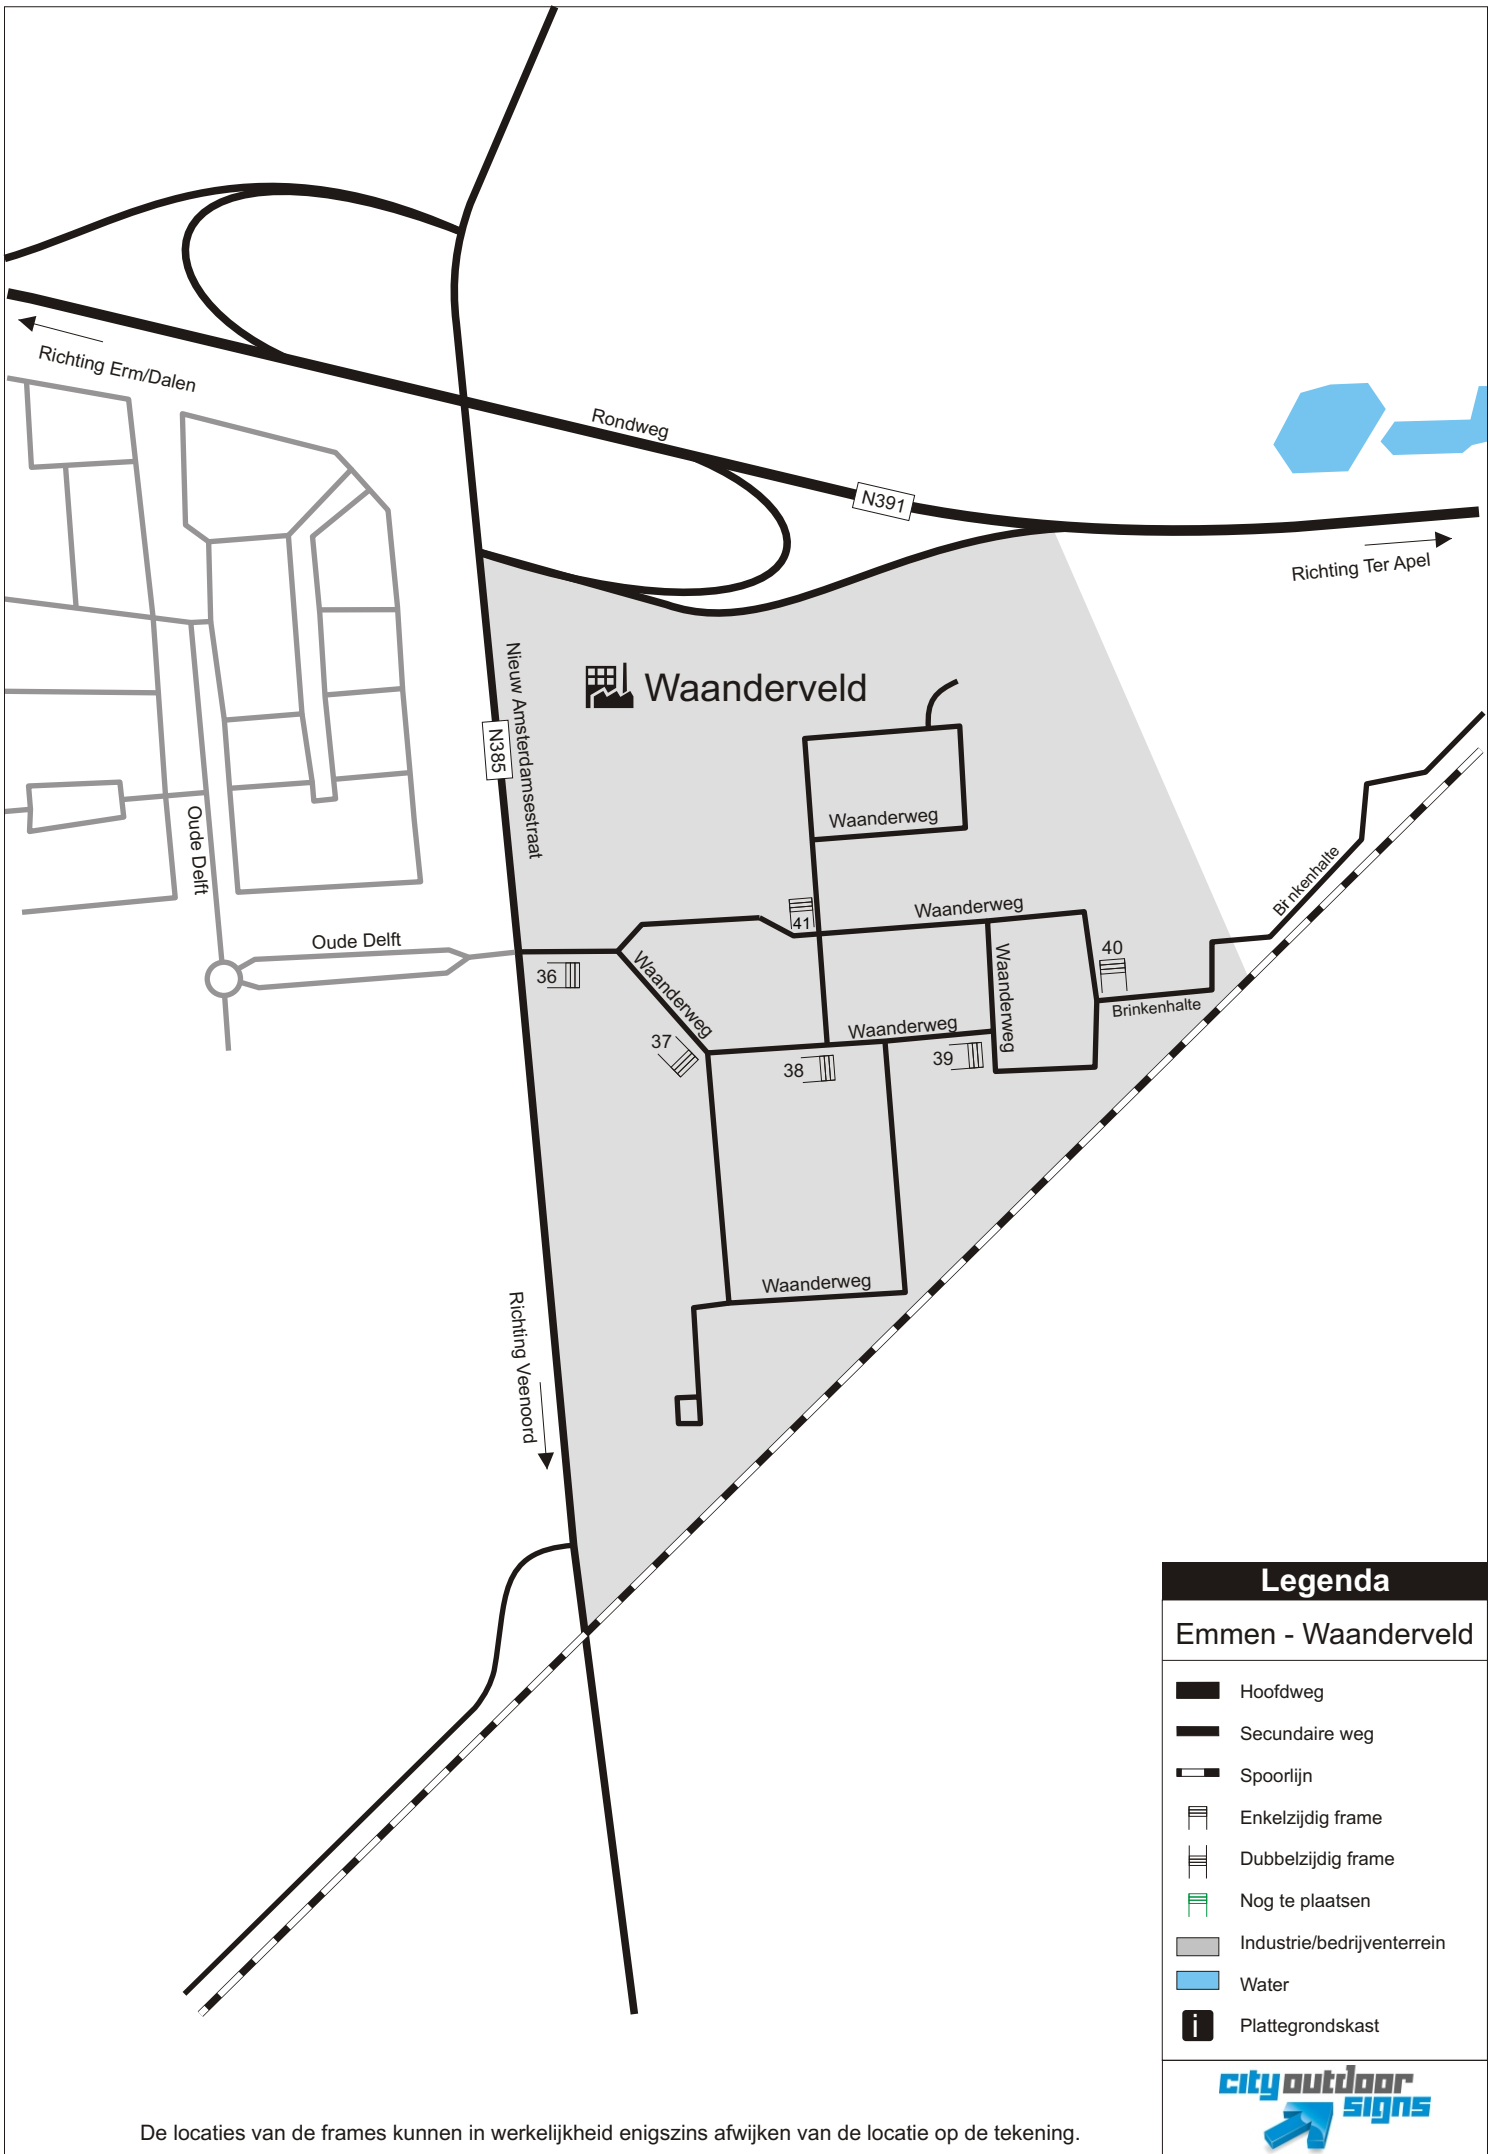 Richting Erm/Dalen
Rondweg
N391
Richting Ter Apel
Nieuw Amsterdamsestraat
Waanderveld
N385
Waanderweg
Oude Delft
Brinkenhalte
Waanderweg
41
Oude Delft
40
Waanderweg
36
Waanderweg
Brinkenhalte
Waanderweg
37
38
39
Waanderweg
Richting Veenoord
Legenda
Emmen - Waanderveld
Hoofdweg
Secundaire weg
Spoorlijn
Enkelzijdig frame
Dubbelzijdig frame
Nog te plaatsen
Industrie/bedrijventerrein
Water
i Plattegrondskast
city outdoor
signs
De locaties van de frames kunnen in werkelijkheid enigszins afwijken van de locatie op de tekening.